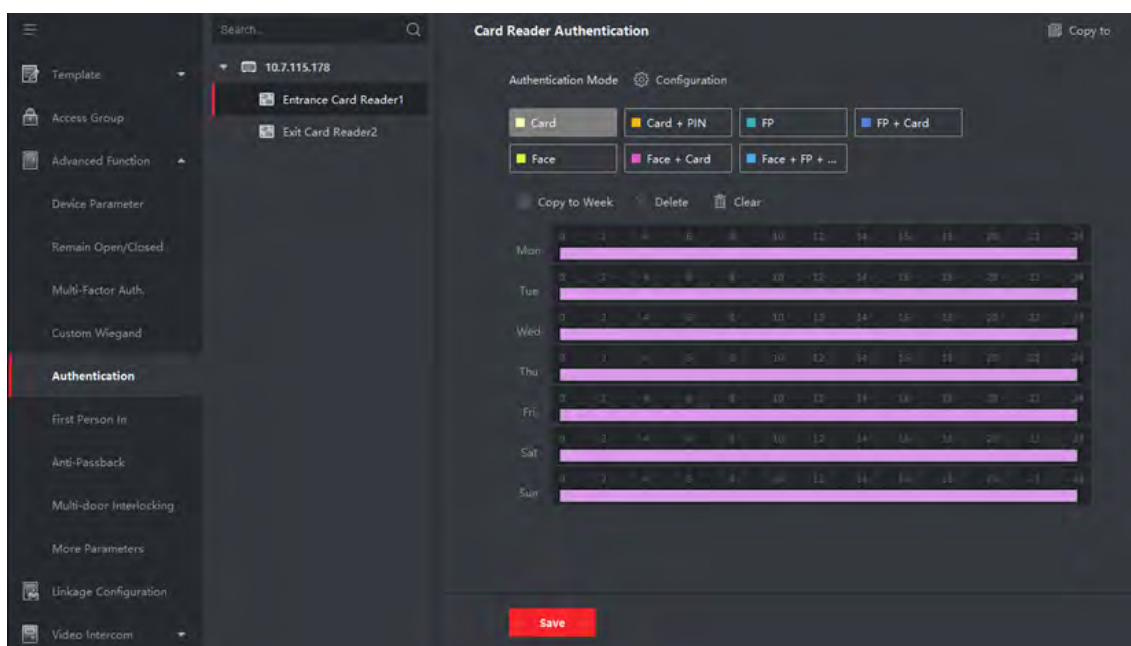 Template
Access Group
Advanced Function
Device Parameter
Remain Open/Closed
Multi-Factor Auth.
Custom Wiegand
Authentication
First Person In
Anti-Passback
Multi-door Interlocking
More Parameters
Linkage Configuration
Video Intercom
Search...
10.7.115.178
Entrance Card Reader1
Exit Card Reader2
Card Reader Authentication
Copy to
Authentication Mode Configuration
Card Card + PIN FP FP + Card
Face Face + Card Face + FP + ...
Copy to Week Delete Clear
Mon
Tue
Wed
Thu
Fri
Sat
Sun
Save